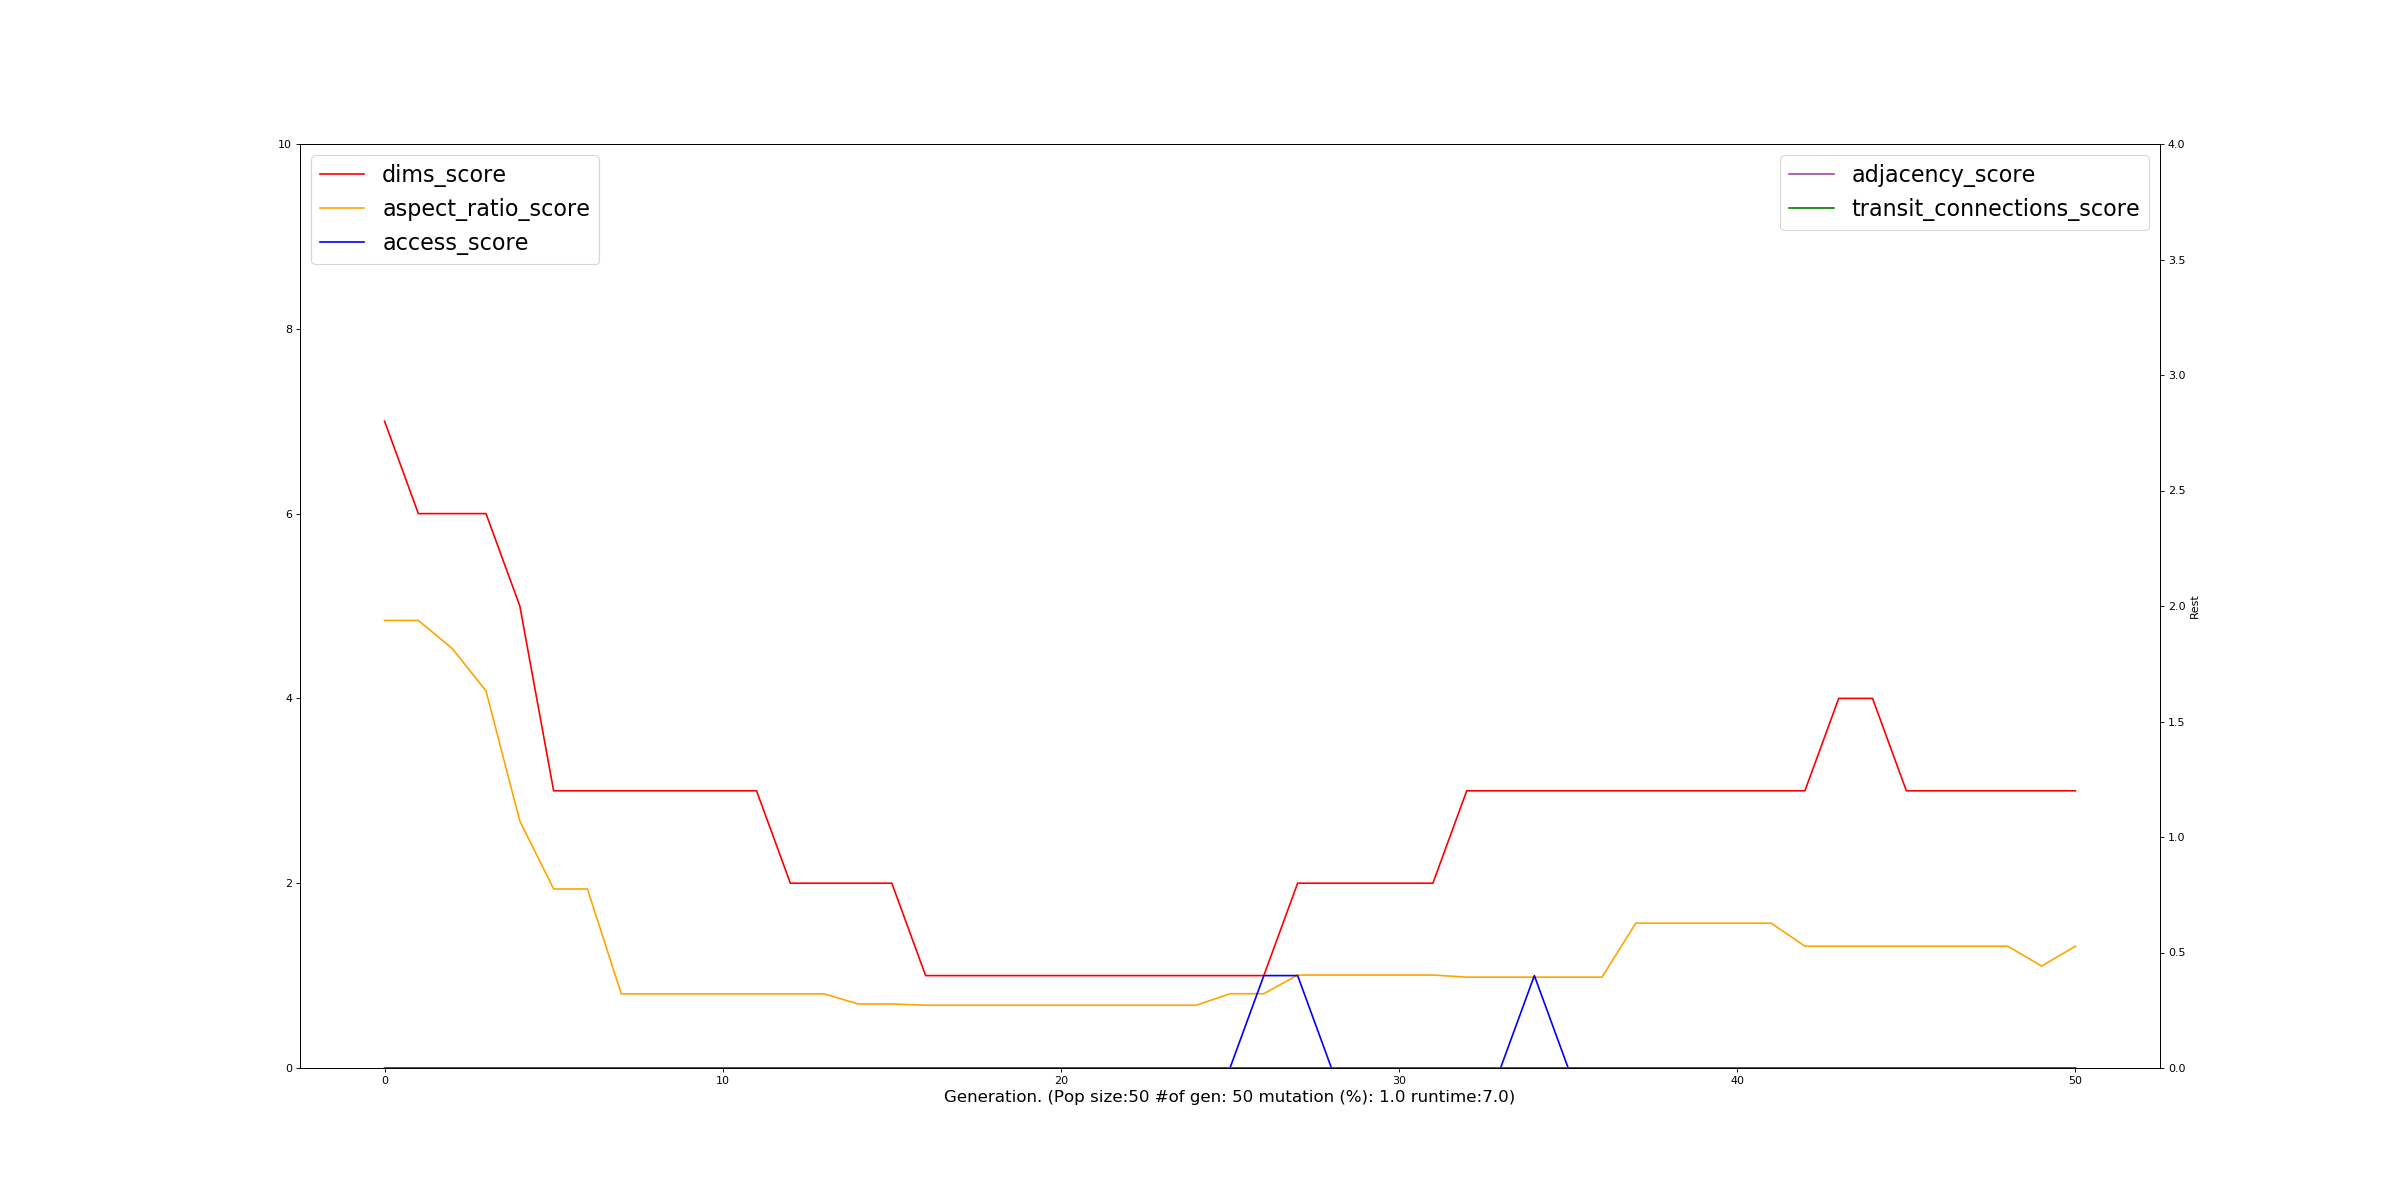 dims_score
aspect_ratio_score
access_score
adjacency_score
transit_connections_score
10
8
6
4
2
0
4.0
3.5
3.0
2.5
2.0
1.5
1.0
0.5
0.0
Rest
0 10 20 30 40 50
Generation. (Pop size:50 #of gen: 50 mutation (%): 1.0 runtime:7.0)